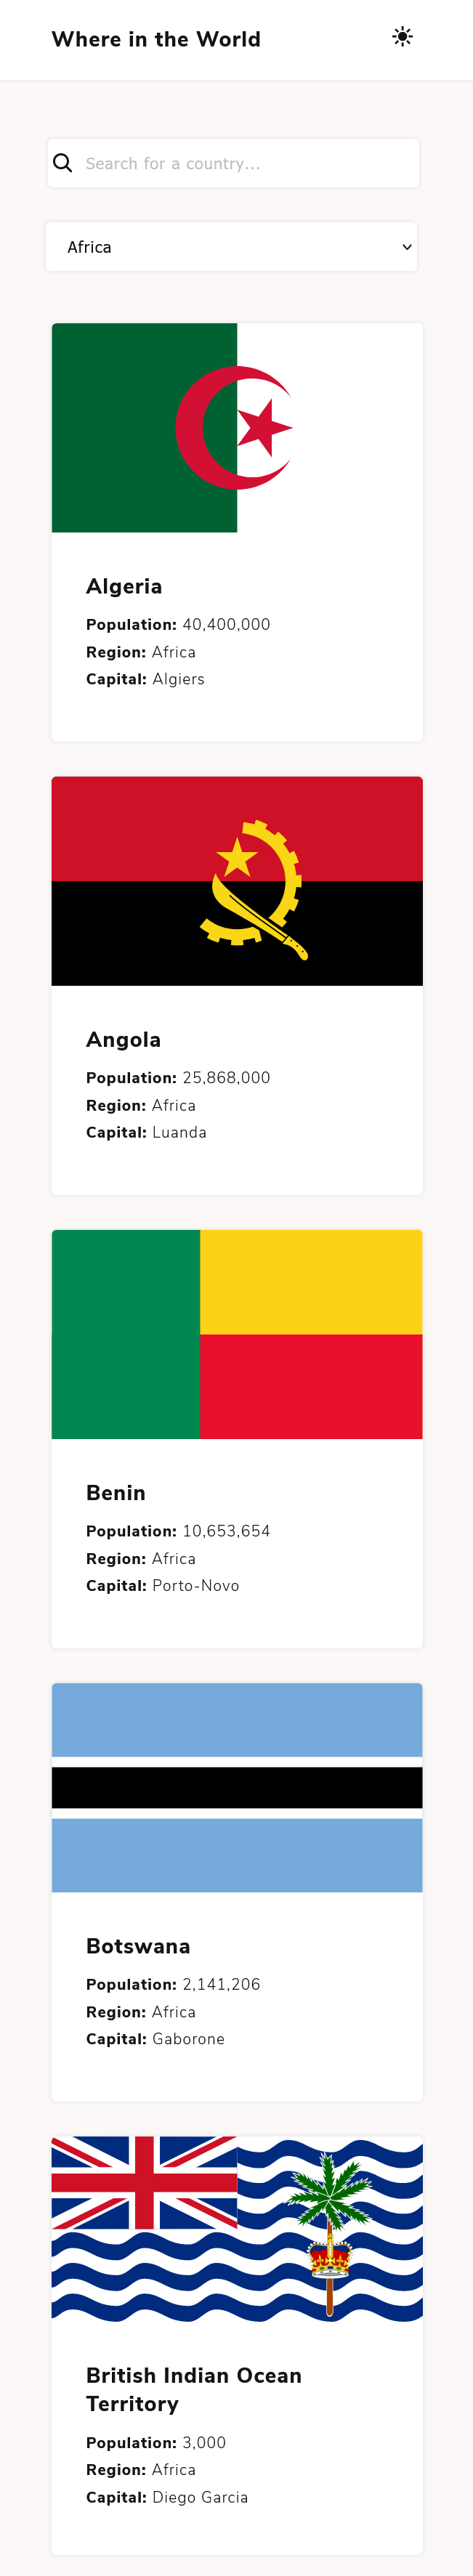 Where in the World
Search for a country...
Africa
Algeria
Population: 40,400,000
Region: Africa
Capital: Algiers
Angola
Population: 25,868,000
Region: Africa
Capital: Luanda
Benin
Population: 10,653,654
Region: Africa
Capital: Porto-Novo
Botswana
Population: 2,141,206
Region: Africa
Capital: Gaborone
British Indian Ocean
Territory
Population: 3,000
Region: Africa
Capital: Diego Garcia